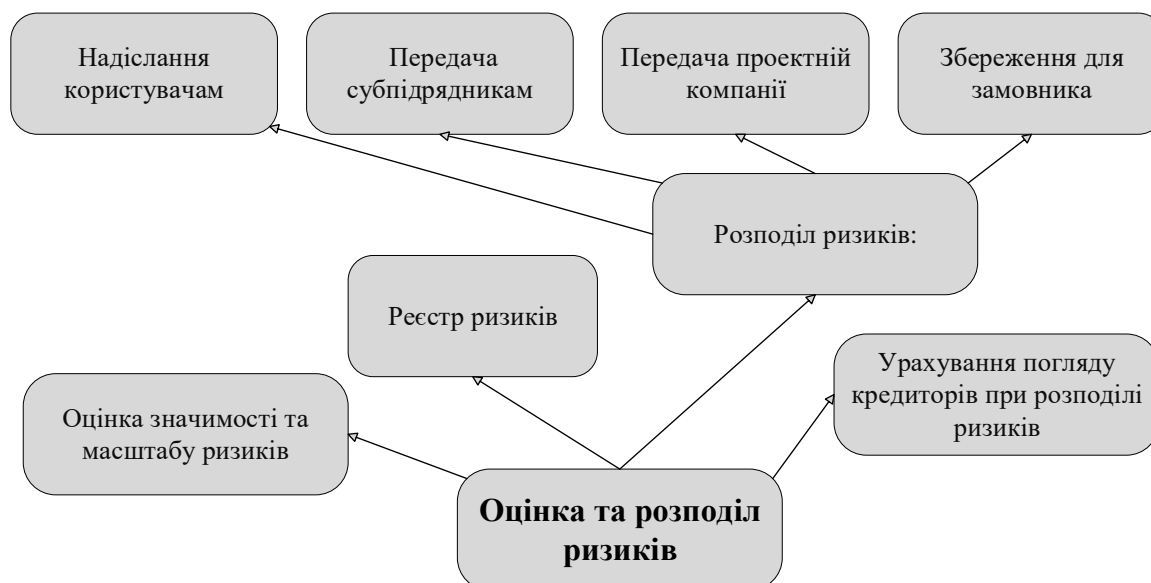 Надіслання
користувачам
Передача
субпідрядникам
Передача проектній
компанії
Збереження для
замовника
Розподіл ризиків:
Реєстр ризиків
Урахування погляду
кредиторів при розподілі
ризиків
Оцінка значимості та
масштабу ризиків
Оцінка та розподіл
ризиків